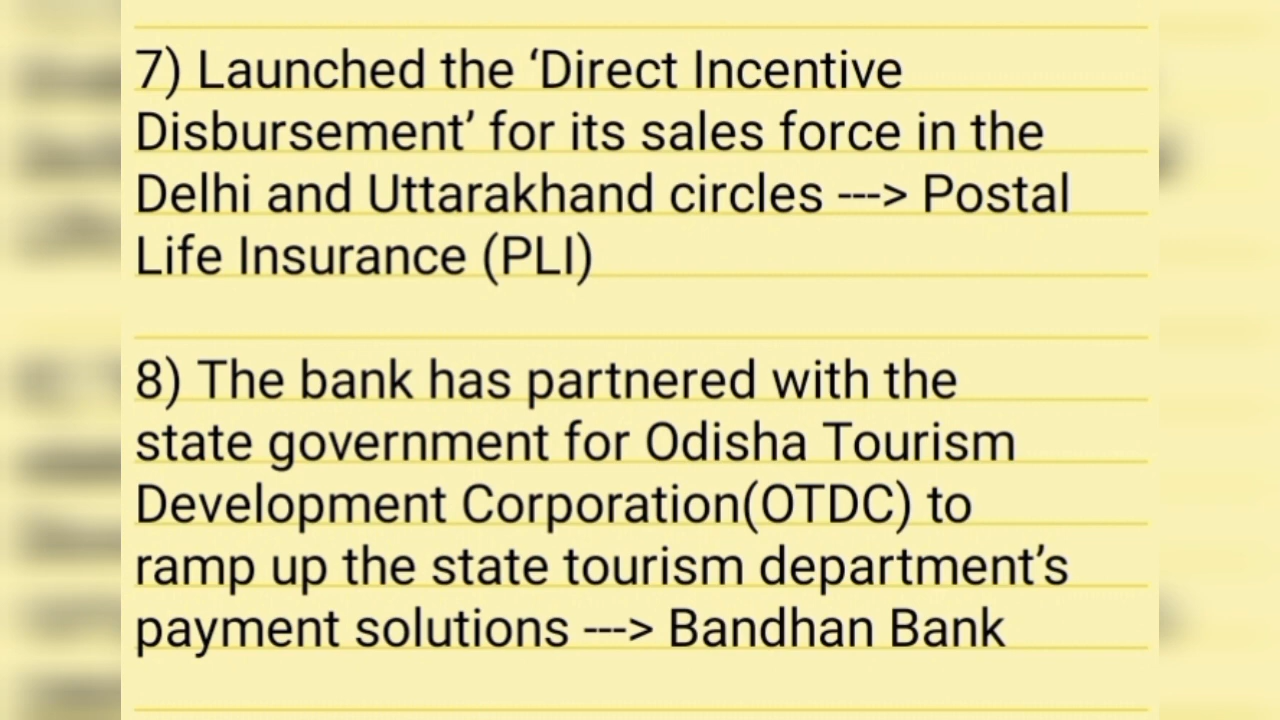 7) Launched the ‘Direct Incentive
Disbursement’ for its sales force in the
Delhi and Uttarakhand circles ---> Postal
Life Insurance (PLI)
8) The bank has partnered with the
state government for Odisha Tourism
Development Corporation(OTDC) to
ramp up the state tourism department’s
payment solutions ---> Bandhan Bank